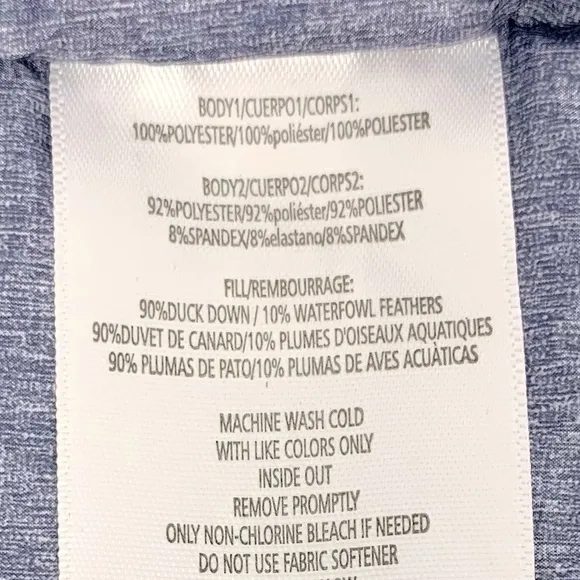 BODY1/CUERPO1/CORPS1:
100%POLYESTER/100%poliéster/100%POLIESTER
BODY2/CUERPO2/CORPS2:
92%POLYESTER/92%poliéster/92%POLIESTER
8%SPANDEX/8%elastano/8%SPANDEX
FILL/REMBOURRAGE:
90%DUCK DOWN / 10% WATERFOWL FEATHERS
90%DUVET DE CANARD/10% PLUMES D'OISEAUX AQUATIQUES
90% PLUMAS DE PATO/10% PLUMAS DE AVES ACUÀTICAS
MACHINE WASH COLD
WITH LIKE COLORS ONLY
INSIDE OUT
REMOVE PROMPTLY
ONLY NON-CHLORINE BLEACH IF NEEDED
DO NOT USE FABRIC SOFTENER